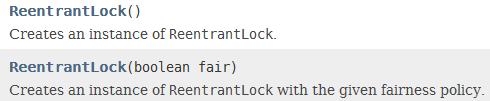 ReentrantLock()
Creates an instance of ReentrantLock.
ReentrantLock(boolean fair)
Creates an instance of ReentrantLock with the given fairness policy.